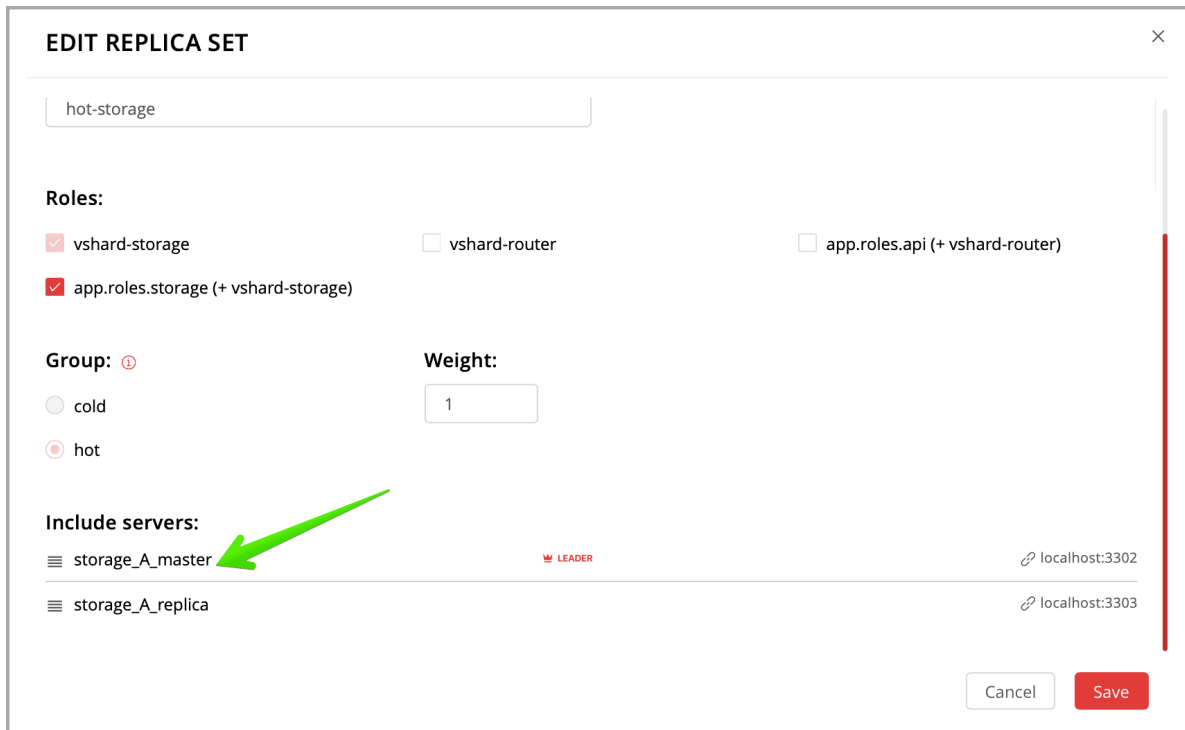 EDIT REPLICA SET
hot-storage
Roles:
vshard-storage vshard-router app.roles.api (+ vshard-router)
app.roles.storage (+ vshard-storage)
Group: Weight:
cold 1
hot
Include servers:
storage_A_master LEADER localhost:3302
storage_A_replica localhost:3303
Cancel Save